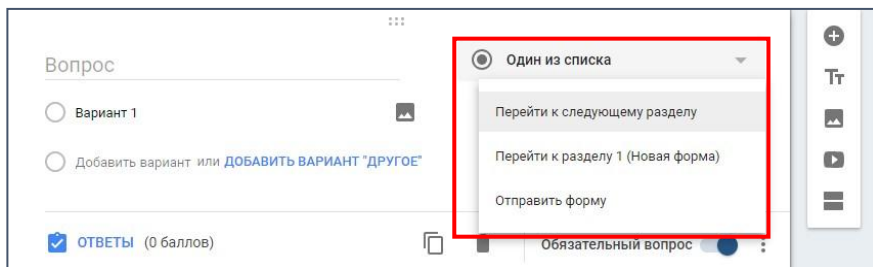 Вопрос
Один из списка
Вариант 1
Перейти к следующему разделу
Добавить вариант или ДОБАВИТЬ ВАРИАНТ "ДРУГОЕ"
Перейти к разделу 1 (Новая форма)
Отправить форму
ОТВЕТЫ (0 баллов)
Обязательный вопрос
Тт